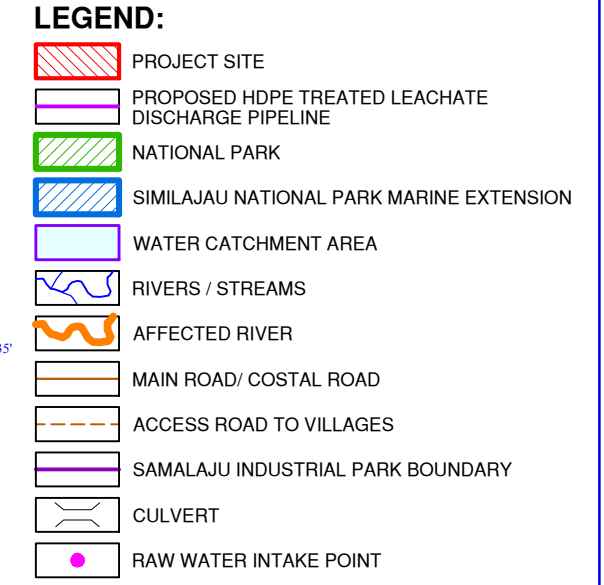 LEGEND:
PROJECT SITE
PROPOSED HDPE TREATED LEACHATE
DISCHARGE PIPELINE
NATIONAL PARK
SIMILAJAU NATIONAL PARK MARINE EXTENSION
WATER CATCHMENT AREA
RIVERS / STREAMS
AFFECTED RIVER
35'
MAIN ROAD/ COSTAL ROAD
ACCESS ROAD TO VILLAGES
SAMALAJU INDUSTRIAL PARK BOUNDARY
CULVERT
RAW WATER INTAKE POINT